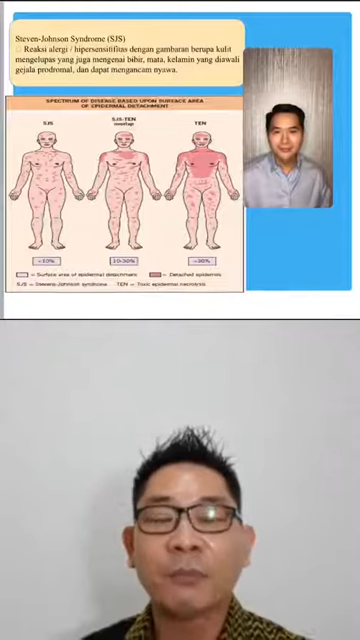 Steven-Johnson Syndrome (SJS)
Reaksi alergi / hipersensitifitas dengan gambaran berupa kulit
mengelupas yang juga mengenai bibir, mata, kelamin yang diawali
gejala prodromal, dan dapat mengancam nyawa.
SPECTRUM OF DISEASE BASED UPON SURFACE AREA
OF EPIDERMAL DETACHMENT
SJS
SJS-TEN
overlap
TEN
<10%
10-30%
>30%
= Surface area of epidermal detachment
= Detached epidermis
SJS = Stevens-Johnson syndrome
TEN = Toxic epidermal necrolysis